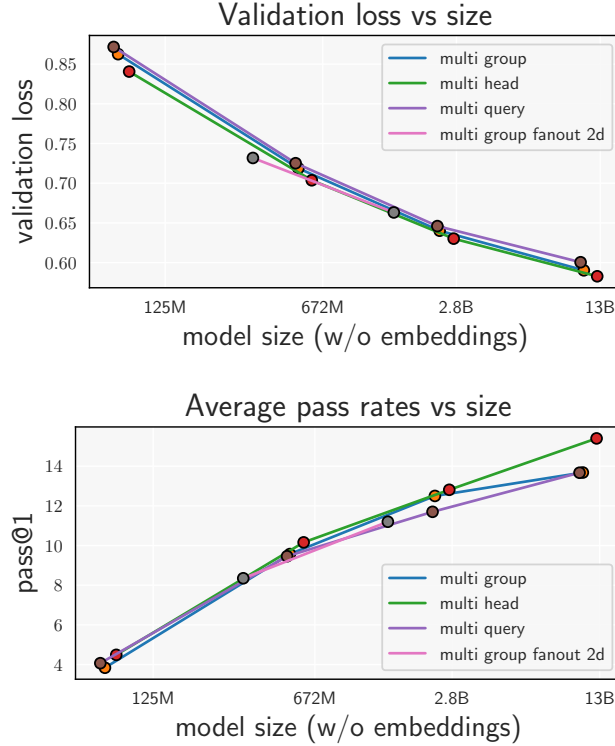 Validation loss vs size
0.85
0.80
0.75
0.70
0.65
0.60
validation loss
multi group
multi head
multi query
multi group fanout 2d
125M 672M 2.8B 13B
model size (w/o embeddings)
Average pass rates vs size
14
12
10
8
6
4
pass@1
multi group
multi head
multi query
multi group fanout 2d
125M 672M 2.8B 13B
model size (w/o embeddings)